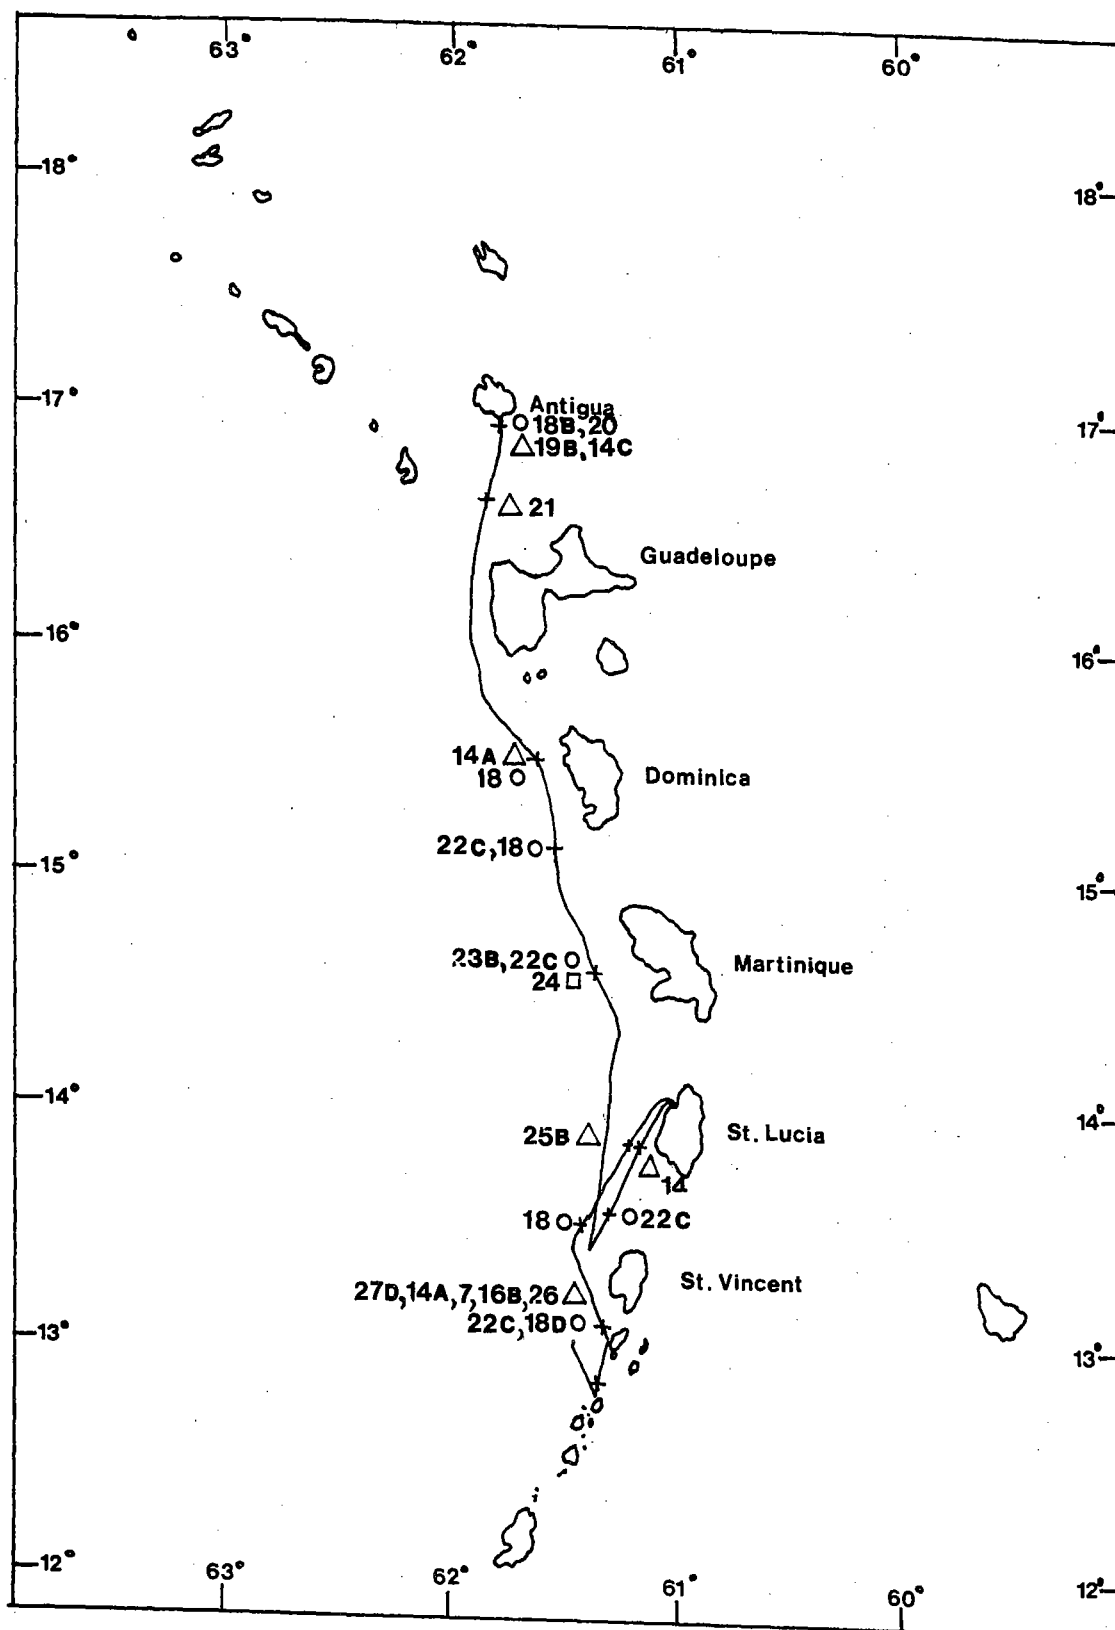 63° 62° 61° 60°
18° 18°
17° 17°
Antigua
18B, 20
19B, 14C
21
Guadeloupe
16° 16°
14A
18
Dominica
22C, 18
15° 15°
23B, 22C
24
Martinique
14° 14°
25B
St. Lucia
14
18
22C
St. Vincent
27D, 14A, 7, 16B, 26
22C, 18D
13° 13°
12° 12°
63° 62° 61° 60°